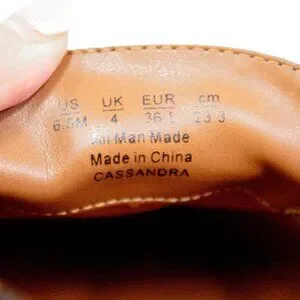 US UK EUR cm
6.5M 4 36 23.3
All Man Made
Made in China
CASSANDRA